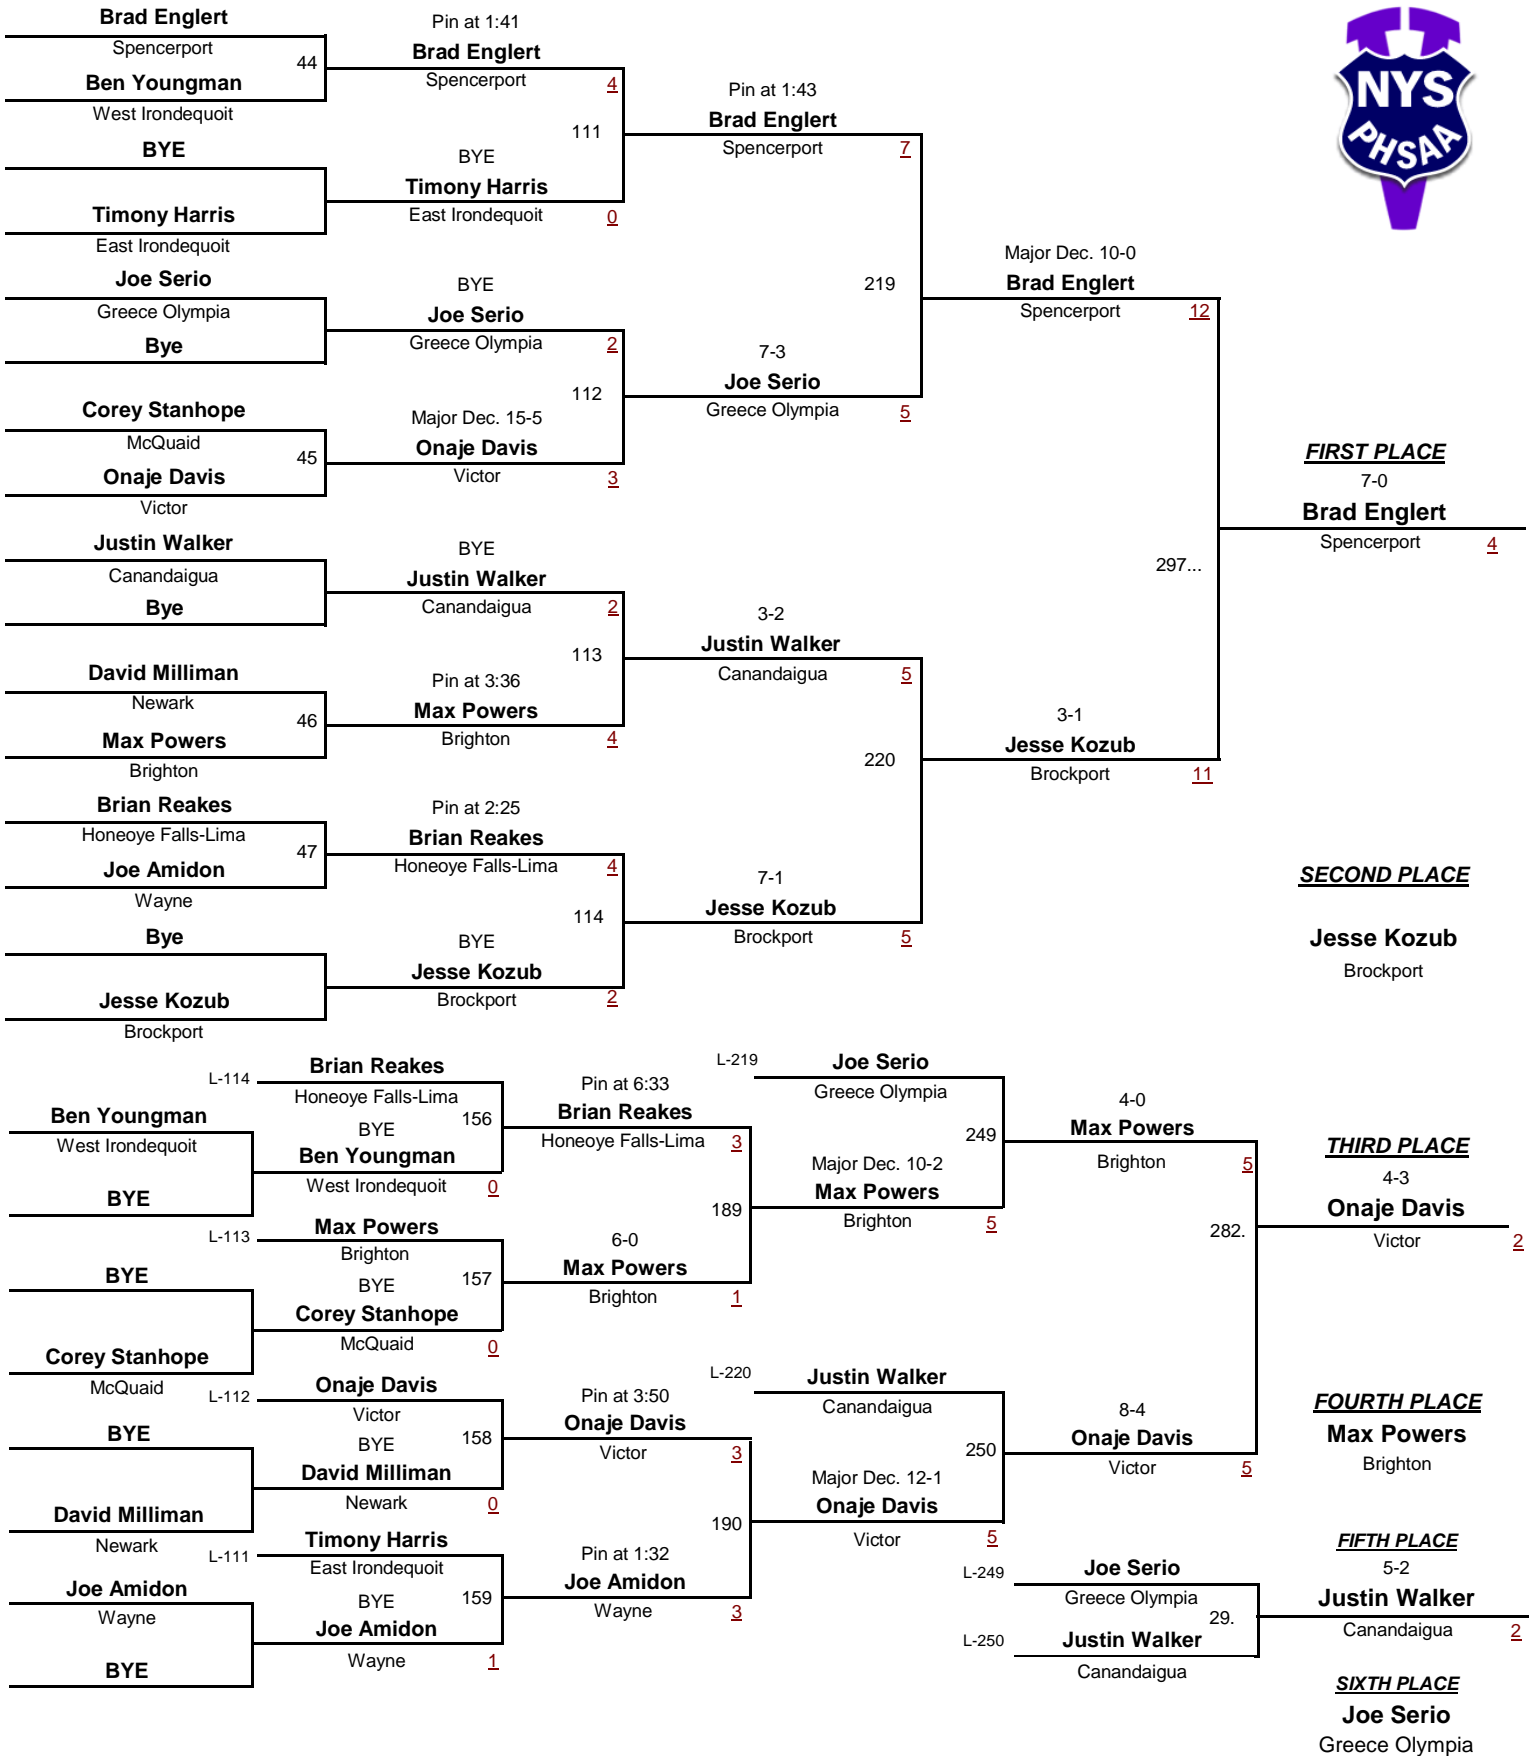 Brad Englert
Spencerport
44
Ben Youngman
West Irondequoit
BYE
Timony Harris
East Irondequoit
Joe Serio
Greece Olympia
Bye
Corey Stanhope
McQuaid
45
Onaje Davis
Victor
Justin Walker
Canandaigua
Bye
David Milliman
Newark
46
Max Powers
Brighton
Brian Reakes
Honeoye Falls-Lima
47
Joe Amidon
Wayne
Bye
Jesse Kozub
Brockport
Pin at 1:41
Brad Englert
Spencerport
4
111
BYE
Timony Harris
East Irondequoit
0
BYE
Joe Serio
Greece Olympia
2
112
Major Dec. 15-5
Onaje Davis
Victor
3
BYE
Justin Walker
Canandaigua
2
113
Pin at 3:36
Max Powers
Brighton
4
Pin at 2:25
Brian Reakes
Honeoye Falls-Lima
4
114
BYE
Jesse Kozub
Brockport
2
Pin at 1:43
Brad Englert
Spencerport
7
219
7-3
Joe Serio
Greece Olympia
5
3-2
Justin Walker
Canandaigua
5
220
7-1
Jesse Kozub
Brockport
5
Major Dec. 10-0
Brad Englert
Spencerport
12
297...
3-1
Jesse Kozub
Brockport
11
NYS
PHSAA
FIRST PLACE
7-0
Brad Englert
Spencerport
4
SECOND PLACE
Jesse Kozub
Brockport
L-114
Brian Reakes
Honeoye Falls-Lima
Ben Youngman
West Irondequoit
BYE
156
BYE
Ben Youngman
West Irondequoit
0
L-113
Max Powers
Brighton
BYE
Corey Stanhope
McQuaid
157
BYE
Corey Stanhope
McQuaid
0
L-112
Onaje Davis
Victor
BYE
David Milliman
Newark
158
BYE
David Milliman
Newark
0
L-111
Timony Harris
East Irondequoit
Joe Amidon
Wayne
BYE
159
BYE
Joe Amidon
Wayne
1
Pin at 6:33
Brian Reakes
Honeoye Falls-Lima
3
189
6-0
Max Powers
Brighton
1
Pin at 3:50
Onaje Davis
Victor
3
190
Pin at 1:32
Joe Amidon
Wayne
3
L-219
Joe Serio
Greece Olympia
249
Major Dec. 10-2
Max Powers
Brighton
5
L-220
Justin Walker
Canandaigua
250
Major Dec. 12-1
Onaje Davis
Victor
5
4-0
Max Powers
Brighton
5
282.
8-4
Onaje Davis
Victor
5
THIRD PLACE
4-3
Onaje Davis
Victor
2
FOURTH PLACE
Max Powers
Brighton
L-249
Joe Serio
Greece Olympia
29.
L-250
Justin Walker
Canandaigua
FIFTH PLACE
5-2
Justin Walker
Canandaigua
2
SIXTH PLACE
Joe Serio
Greece Olympia